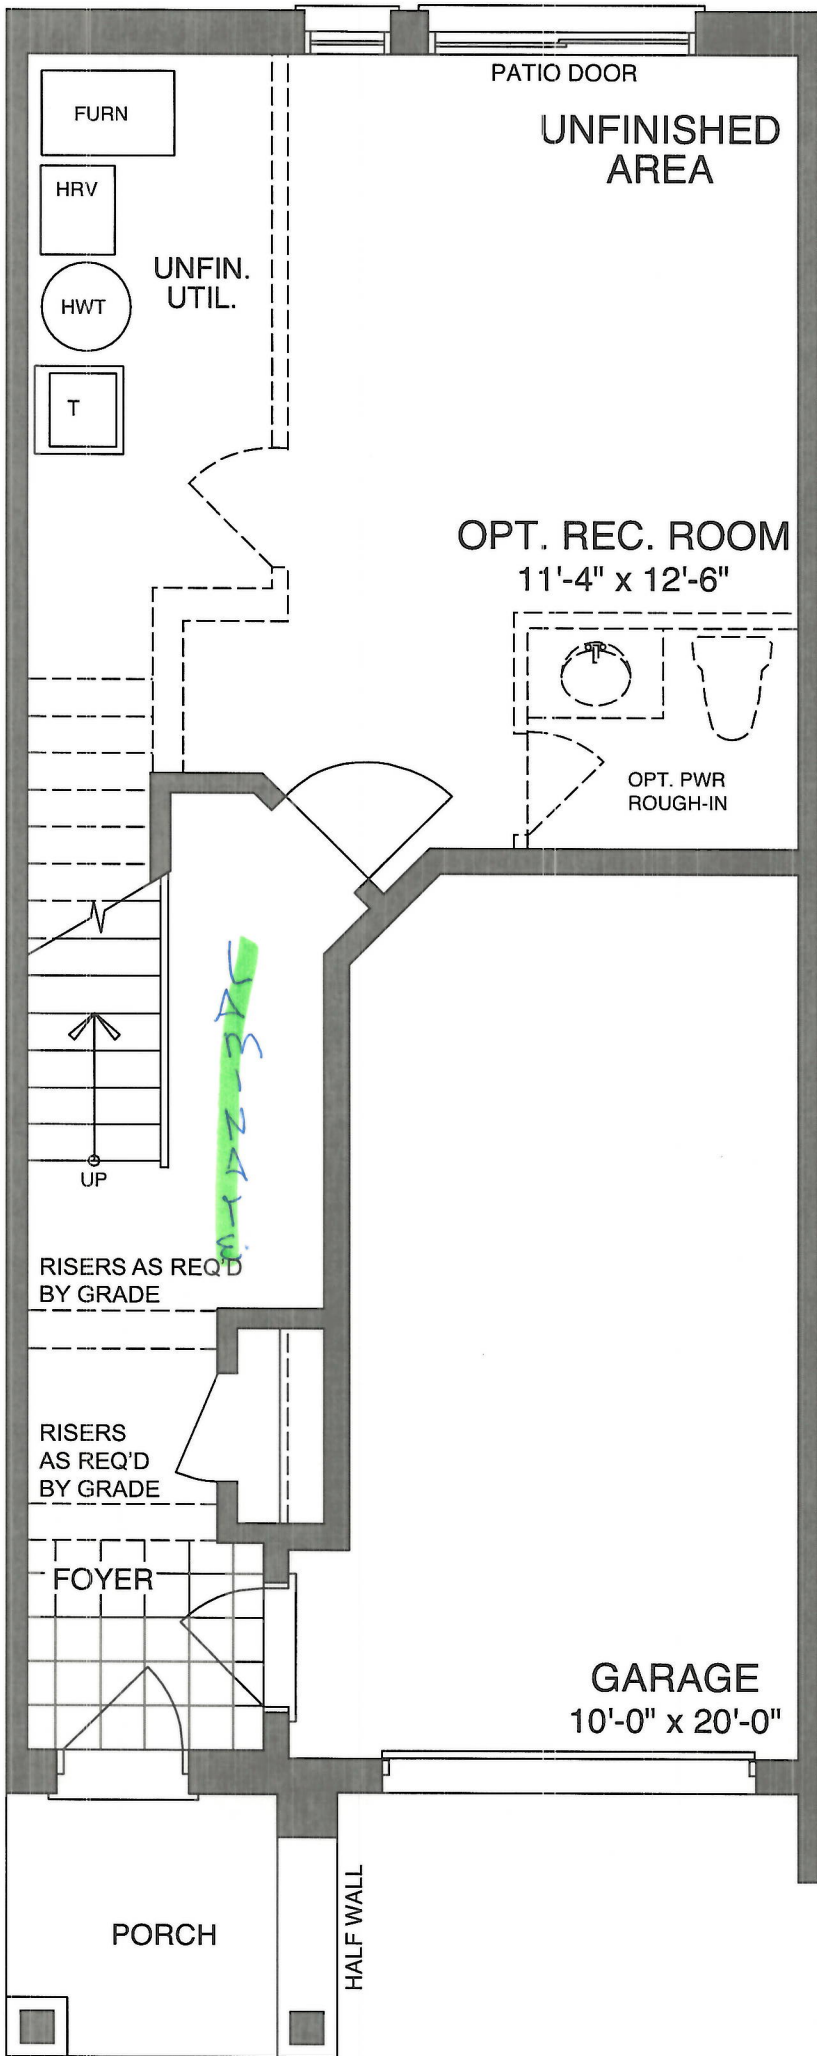 PATIO DOOR
FURN
UNFINISHED
AREA
HRV
UNFIN.
UTIL.
HWT
T
OPT. REC. ROOM
11'-4" x 12'-6"
OPT. PWR
ROUGH-IN
UP
RISERS AS REQ'D
BY GRADE
RISERS
AS REQ'D
BY GRADE
FOYER
GARAGE
10'-0" x 20'-0"
PORCH
HALF WALL